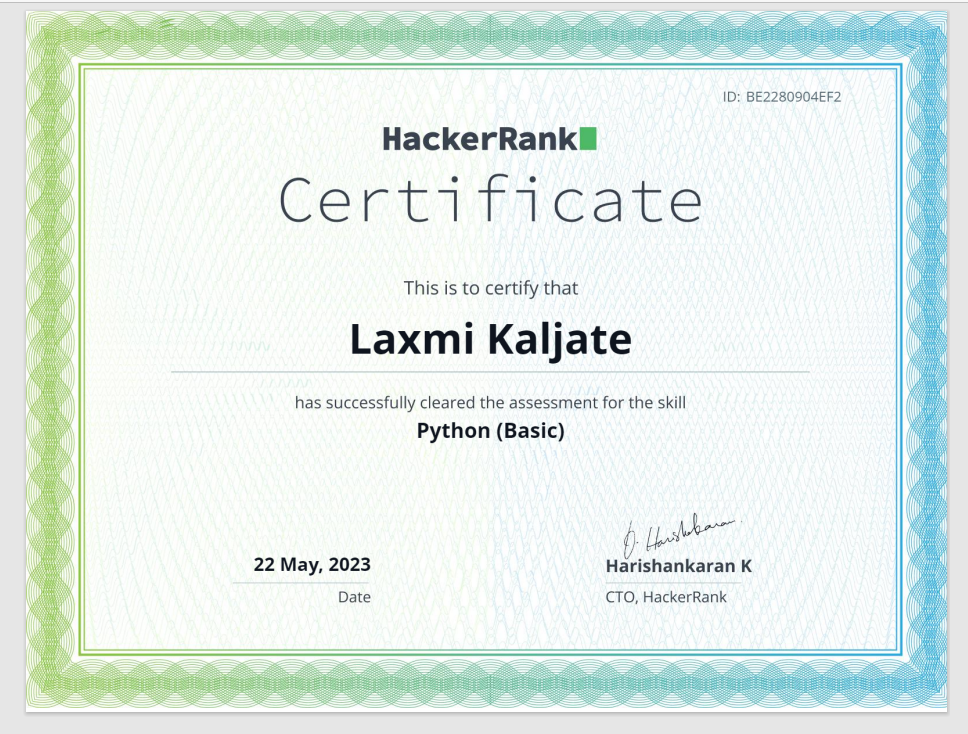 ID: BE2280904EF2
HackerRank
Certificate
This is to certify that
Laxmi Kaljate
has successfully cleared the assessment for the skill
Python (Basic)
22 May, 2023
Date
Harishankaran K
CTO, HackerRank